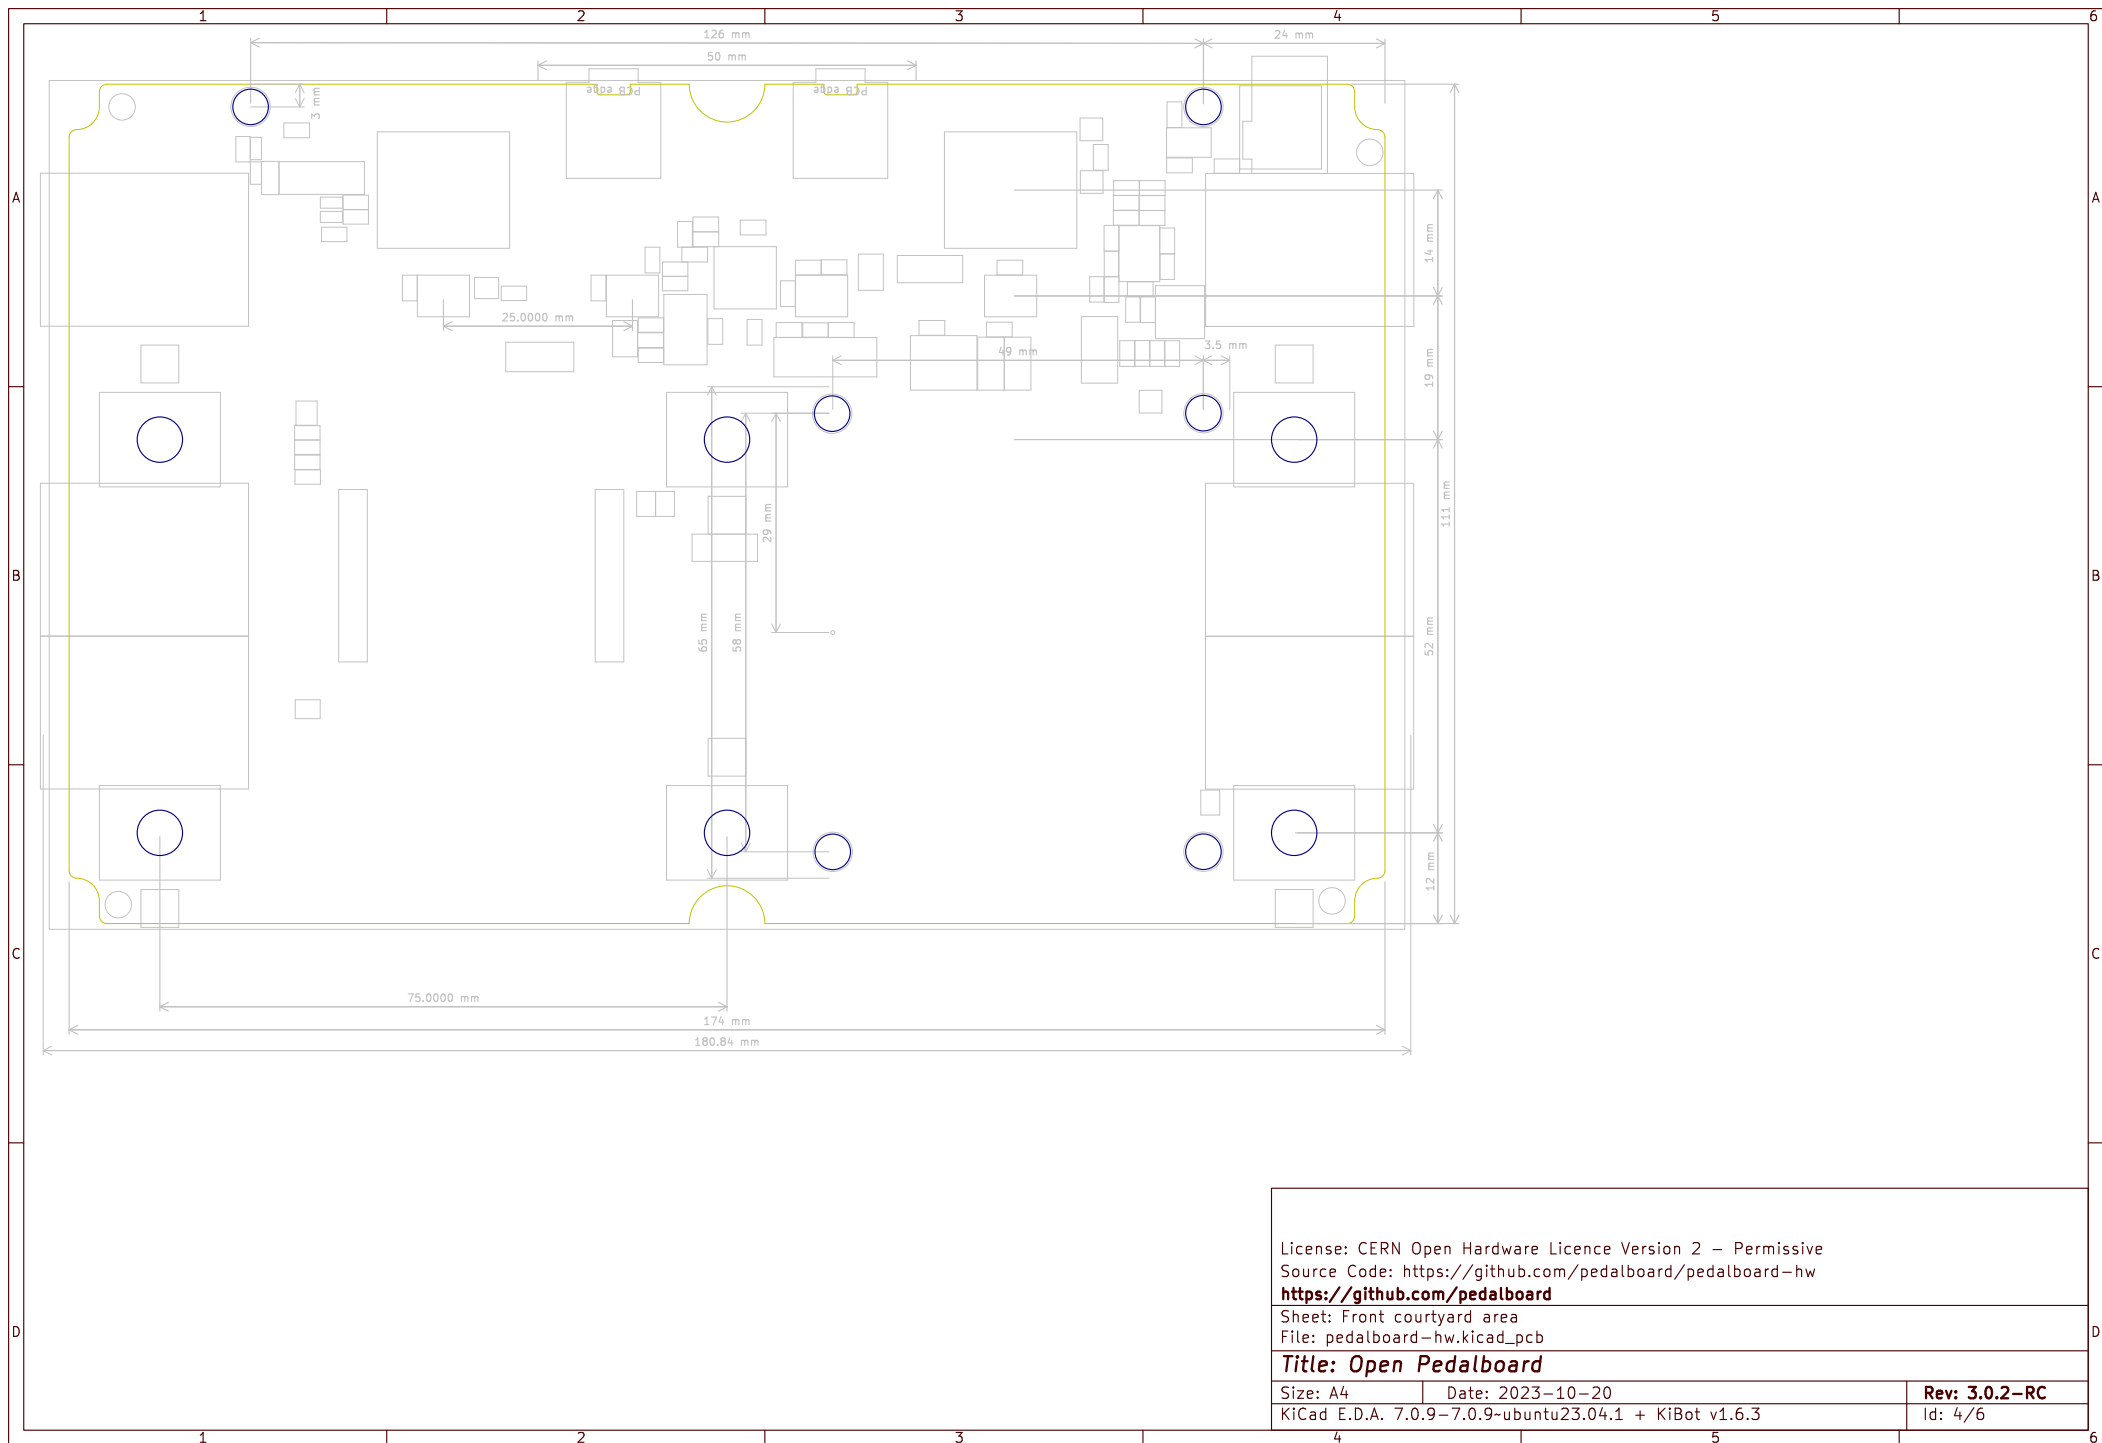 1 2 3 4 5 6
126 mm
24 mm
50 mm
PCB edge
PCB edge
3 mm
A
A
14 mm
25.0000 mm
3.5 mm
49 mm
19 mm
111 mm
29 mm
B
B
65 mm
58 mm
52 mm
12 mm
C
C
75.0000 mm
174 mm
180.84 mm
License: CERN Open Hardware Licence Version 2 – Permissive
Source Code: https://github.com/pedalboard/pedalboard-hw
https://github.com/pedalboard
Sheet: Front courtyard area
D
D
File: pedalboard-hw.kicad_pcb
Title: Open Pedalboard
Size: A4 Date: 2023-10-20 Rev: 3.0.2-RC
KiCad E.D.A. 7.0.9-7.0.9~ubuntu23.04.1 + KiBot v1.6.3 Id: 4/6
1 2 3 4 5 6